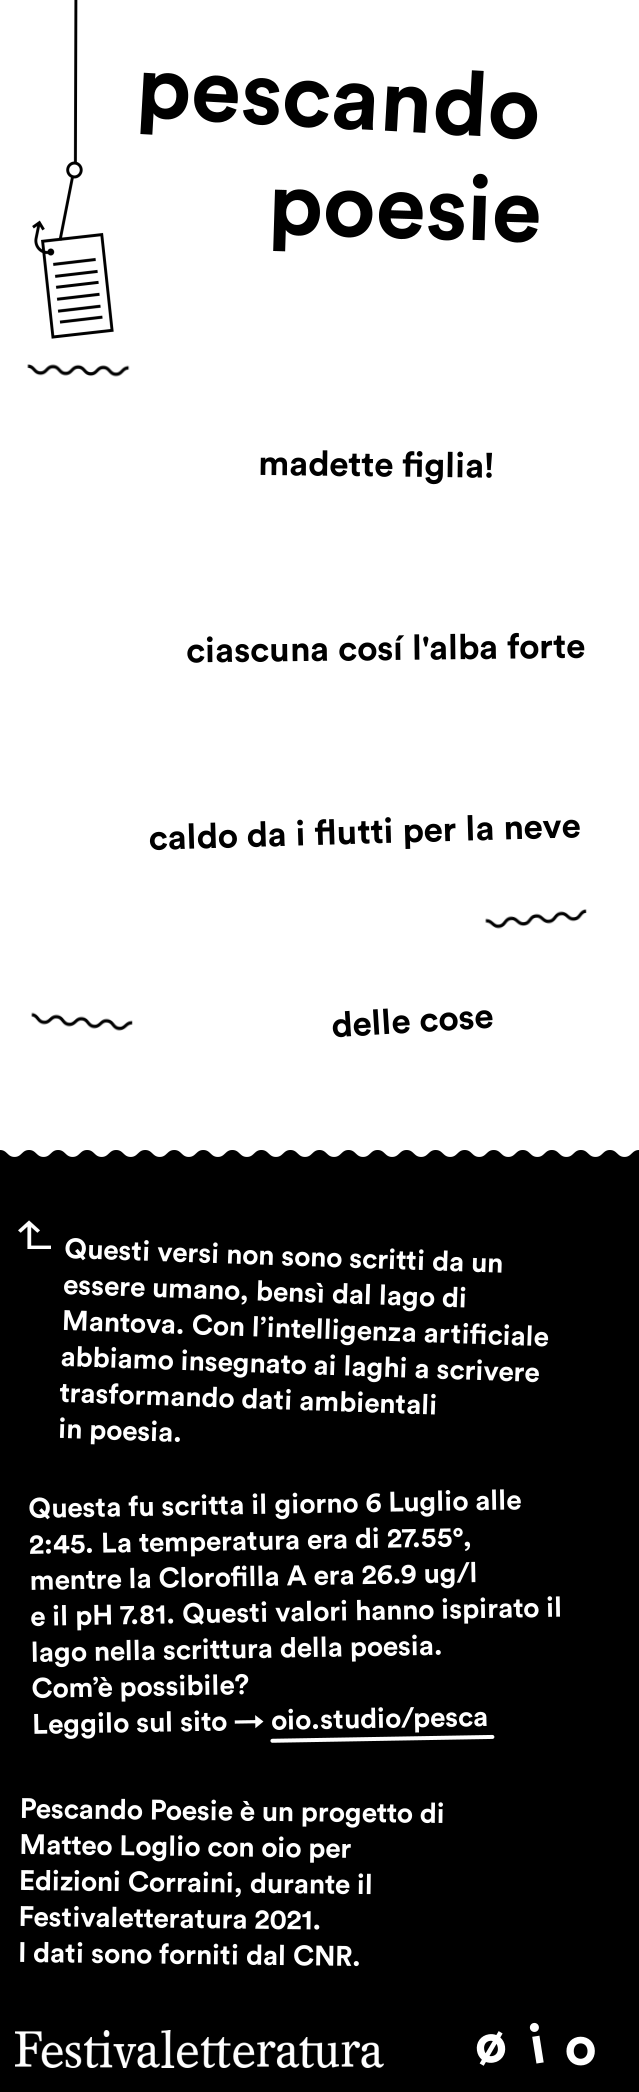 pescando
poesie
madette figlia!
ciascuna cosí l'alba forte
caldo da i flutti per la neve
delle cose
Questi versi non sono scritti da un
essere umano, bensì dal lago di
Mantova. Con l’intelligenza artificiale
abbiamo insegnato ai laghi a scrivere
trasformando dati ambientali
in poesia.
Questa fu scritta il giorno 6 Luglio alle
2:45. La temperatura era di 27.55°,
mentre la Clorofilla A era 26.9 ug/l
e il pH 7.81. Questi valori hanno ispirato il
lago nella scrittura della poesia.
Com’è possibile?
Leggilo sul sito → oio.studio/pesca
Pescando Poesie è un progetto di
Matteo Loglio con oio per
Edizioni Corraini, durante il
Festivaletteratura 2021.
I dati sono forniti dal CNR.
Festivaletteratura øio